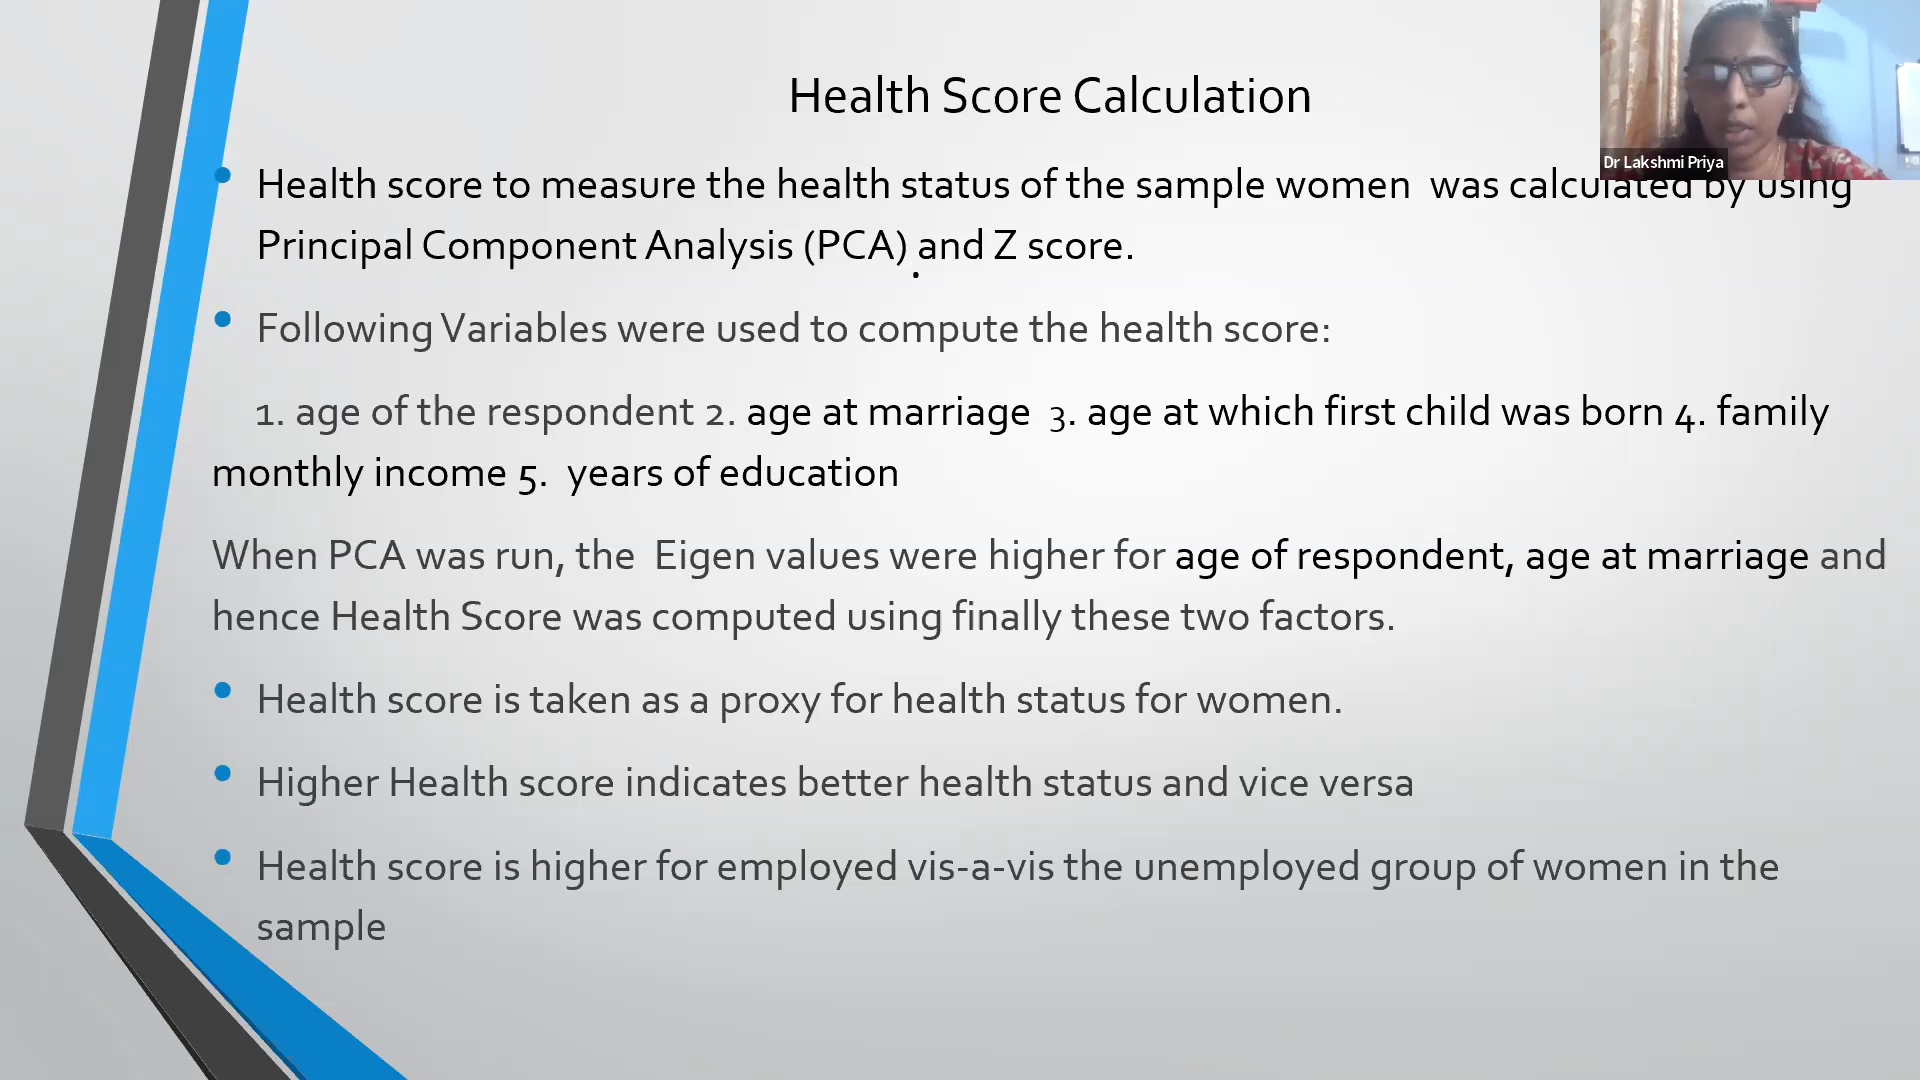 Health Score Calculation
Dr Lakshmi Priya
Health score to measure the health status of the sample women was calculated by using
Principal Component Analysis (PCA) and Z score.
.
Following Variables were used to compute the health score:
1. age of the respondent 2. age at marriage 3. age at which first child was born 4. family
monthly income 5. years of education
When PCA was run, the Eigen values were higher for age of respondent, age at marriage and
hence Health Score was computed using finally these two factors.
Health score is taken as a proxy for health status for women.
Higher Health score indicates better health status and vice versa
Health score is higher for employed vis-a-vis the unemployed group of women in the
sample